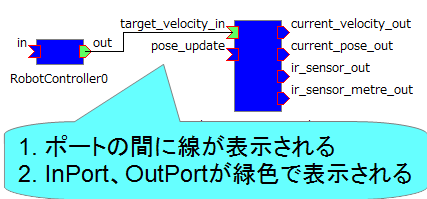 in
out
RobotController0
target_velocity_in
pose_update
current_velocity_out
current_pose_out
ir_sensor_out
ir_sensor_metre_out
1. ポートの間に線が表示される
2. InPort、OutPortが緑色で表示される